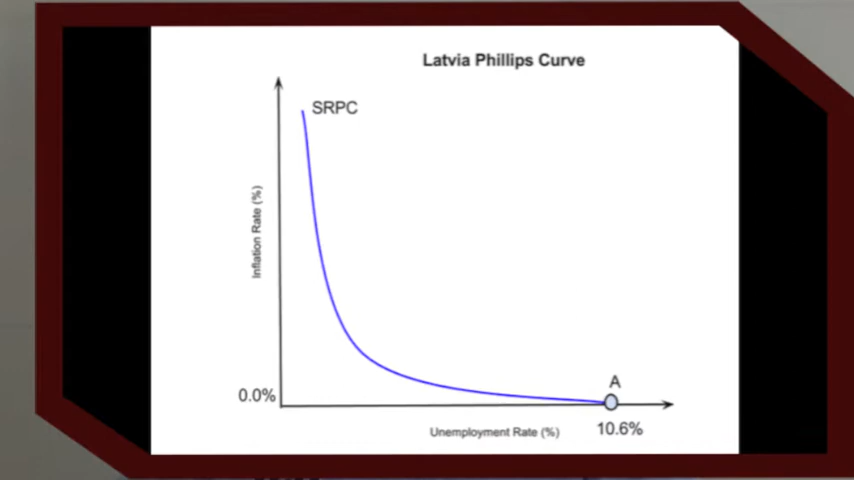 Latvia Phillips Curve
SRPC
Inflation Rate (%)
0.0%
A
Unemployment Rate (%)
10.6%